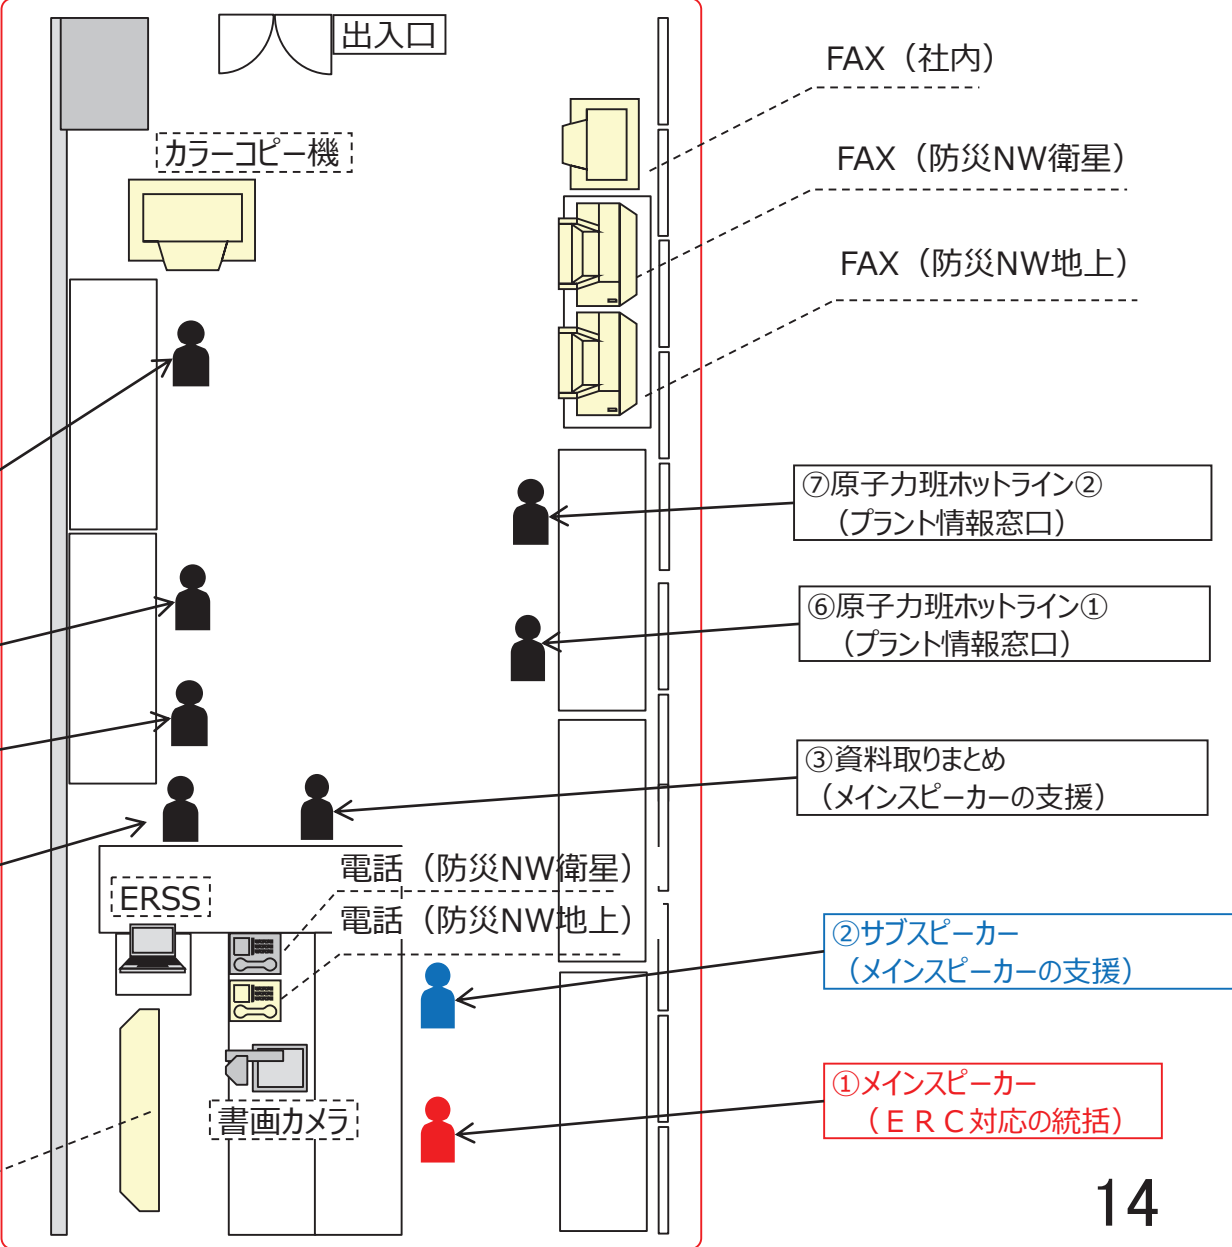 出入口
FAX（社内）
カラーコピー機
FAX（防災NW衛星）
FAX（防災NW地上）
⑦原子力班ホットライン②
（プラント情報窓口）
⑥原子力班ホットライン①
（プラント情報窓口）
③資料取りまとめ
（メインスピーカーの支援）
電話（防災NW衛星）
ERSS
電話（防災NW地上）
②サブスピーカー
（メインスピーカーの支援）
①メインスピーカー
（ＥＲＣ対応の統括）
書画カメラ
14